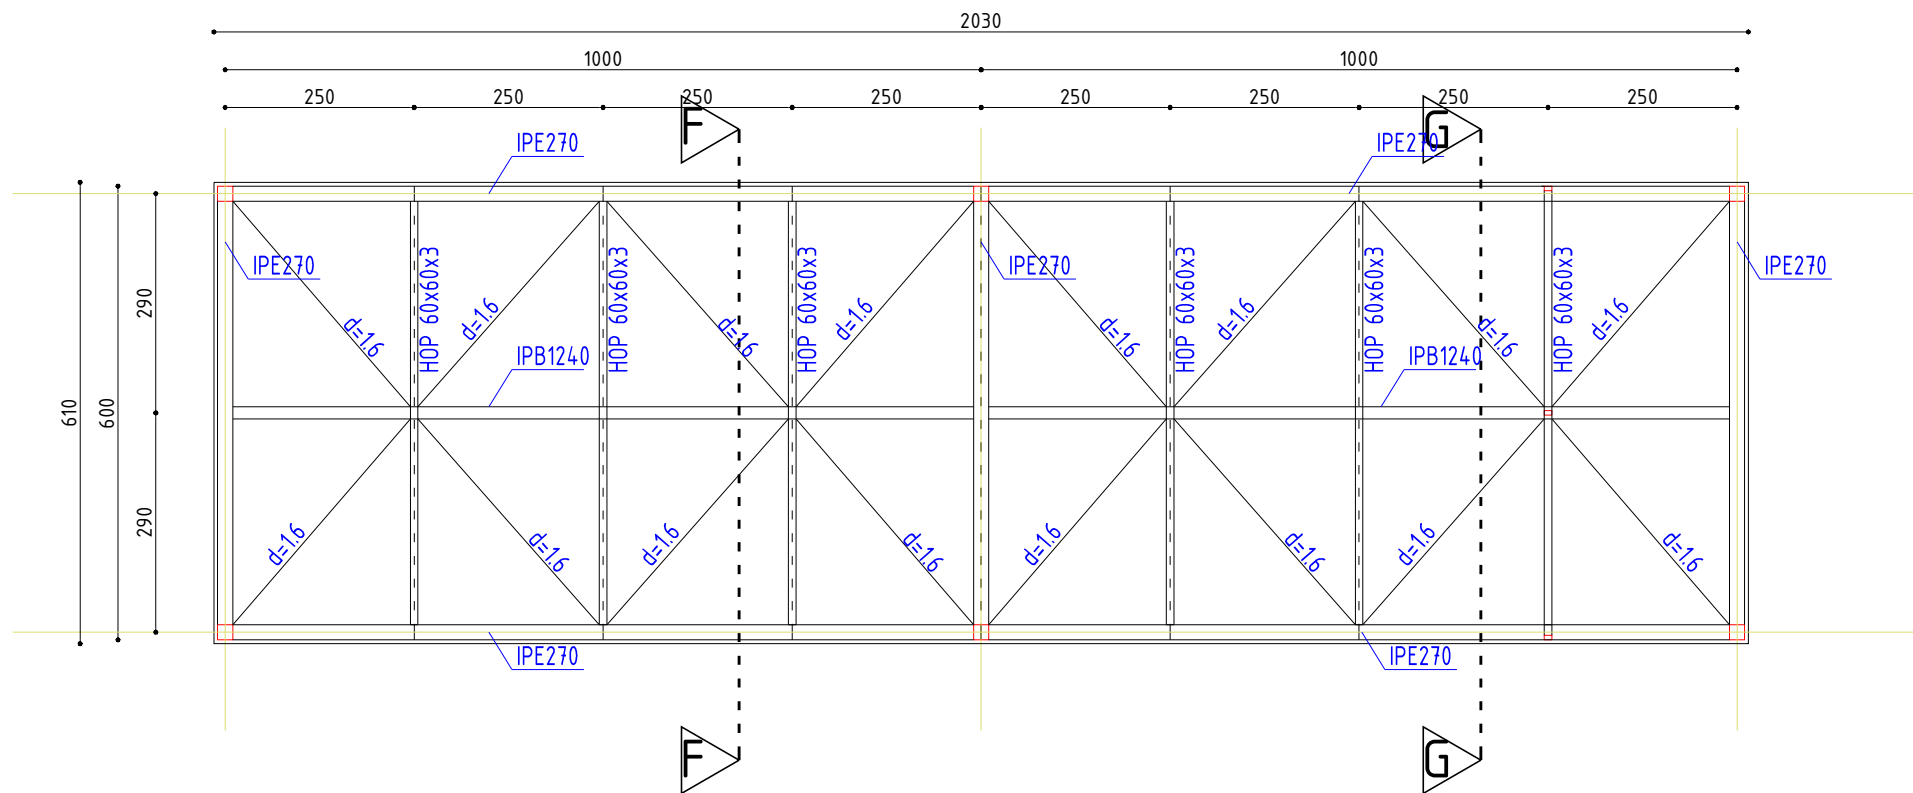 2030
1000 1000
250 250 250 250 250 250 250 250
F G
IPE270 IPE270
IPE270 HOP 60x60x3 HOP 60x60x3 HOP 60x60x3 IPE270 HOP 60x60x3 HOP 60x60x3 HOP 60x60x3 IPE270
290
d=1.6 d=1.6 d=1.6 d=1.6 d=1.6 d=1.6 d=1.6 d=1.6
IPB1240 IPB1240
610 600
290
d=1.6 d=1.6 d=1.6 d=1.6 d=1.6 d=1.6 d=1.6 d=1.6
IPE270 IPE270
F G